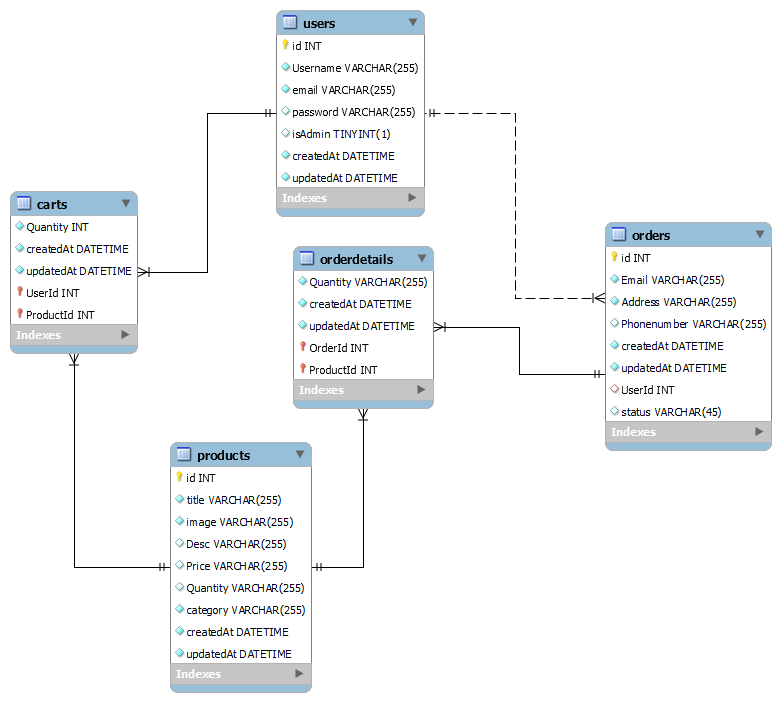 users
id INT
Username VARCHAR(255)
email VARCHAR(255)
password VARCHAR(255)
isAdmin TINYINT(1)
createdAt DATETIME
updatedAt DATETIME
Indexes
carts
Quantity INT
createdAt DATETIME
updatedAt DATETIME
UserId INT
ProductId INT
Indexes
orderdetails
Quantity VARCHAR(255)
createdAt DATETIME
updatedAt DATETIME
OrderId INT
ProductId INT
Indexes
orders
id INT
Email VARCHAR(255)
Address VARCHAR(255)
Phonenumber VARCHAR(255)
createdAt DATETIME
updatedAt DATETIME
UserId INT
status VARCHAR(45)
Indexes
products
id INT
title VARCHAR(255)
image VARCHAR(255)
Desc VARCHAR(255)
Price VARCHAR(255)
Quantity VARCHAR(255)
category VARCHAR(255)
createdAt DATETIME
updatedAt DATETIME
Indexes